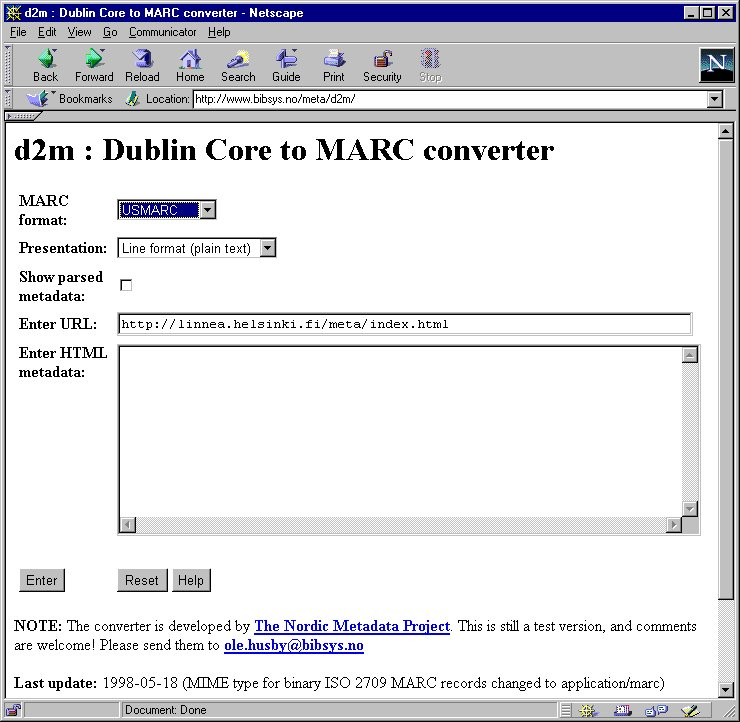 d2m : Dublin Core to MARC converter - Netscape
File Edit View Go Communicator Help
Back Forward Reload Home Search Guide Print Security Stop
N
Bookmarks Location: http://www.bibsys.no/meta/d2m/
d2m : Dublin Core to MARC converter
MARC
format:
USMARC
Presentation: Line format (plain text)
Show parsed
metadata:
Enter URL: http://linnea.helsinki.fi/meta/index.html
Enter HTML
metadata:
Enter Reset Help
NOTE: The converter is developed by The Nordic Metadata Project. This is still a test version, and comments
are welcome! Please send them to ole.husby@bibsys.no
Last update: 1998-05-18 (MIME type for binary ISO 2709 MARC records changed to application/marc)
Document: Done